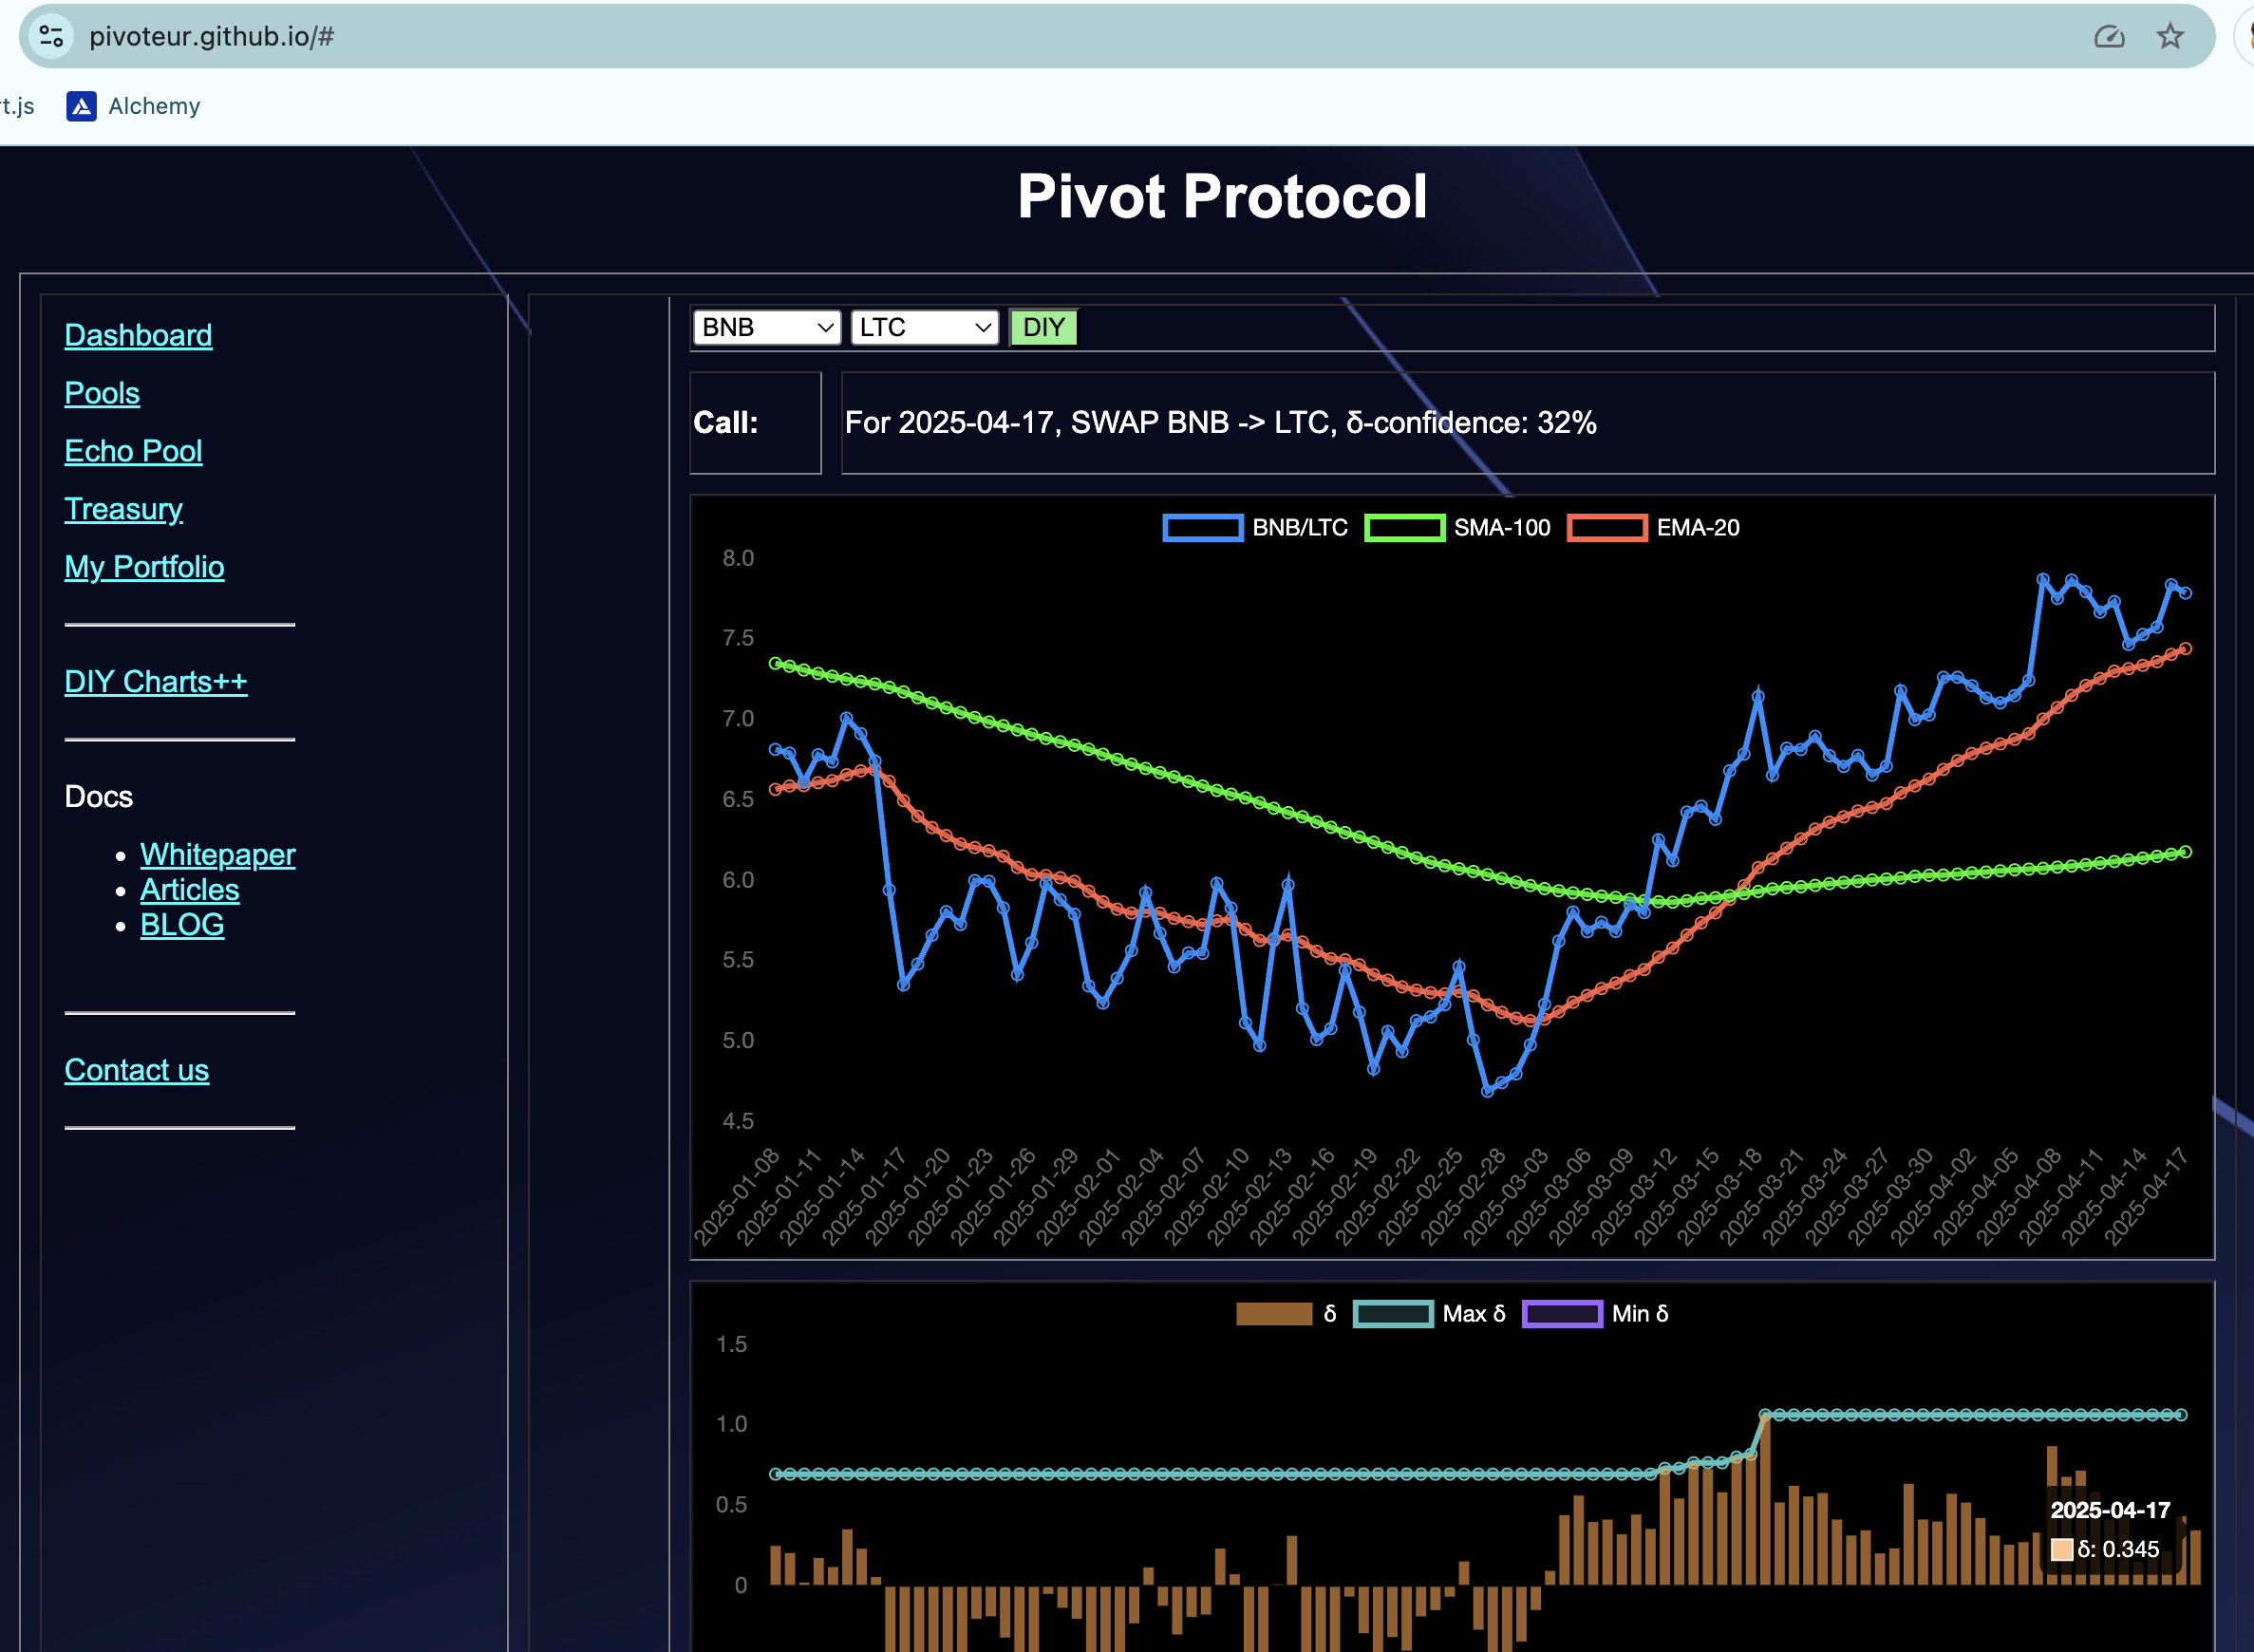 pivoteur.github.io/#
t.js Alchemy
Pivot Protocol
Dashboard
Pools
Echo Pool
Treasury
My Portfolio
DIY Charts++
Docs
Whitepaper
Articles
BLOG
Contact us
BNB LTC DIY
Call: For 2025-04-17, SWAP BNB -> LTC, δ-confidence: 32%
BNB/LTC SMA-100 EMA-20
8.0
7.5
7.0
6.5
6.0
5.5
5.0
4.5
2025-01-08 2025-01-11 2025-01-14 2025-01-17 2025-01-20 2025-01-23 2025-01-26 2025-01-29 2025-02-01 2025-02-04 2025-02-07 2025-02-10 2025-02-13 2025-02-16 2025-02-19 2025-02-22 2025-02-25 2025-02-28 2025-03-03 2025-03-06 2025-03-09 2025-03-12 2025-03-15 2025-03-18 2025-03-21 2025-03-24 2025-03-27 2025-03-30 2025-04-02 2025-04-05 2025-04-08 2025-04-11 2025-04-14 2025-04-17
δ Max δ Min δ
1.5
1.0
0.5
0
2025-04-17
δ: 0.345